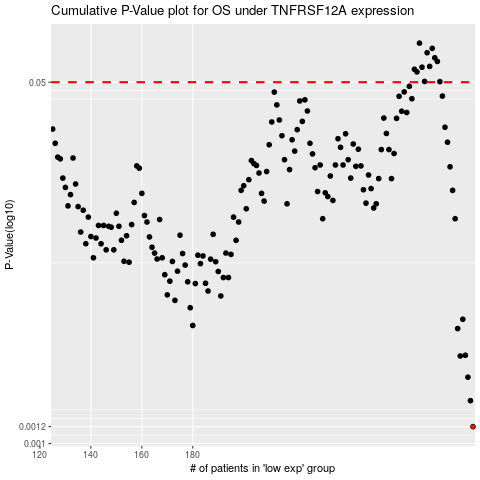 Cumulative P-Value plot for OS under TNFRSF12A expression
P-Value(log10)
0.05
0.0012
0.001
120 140 160 180
# of patients in 'low exp' group